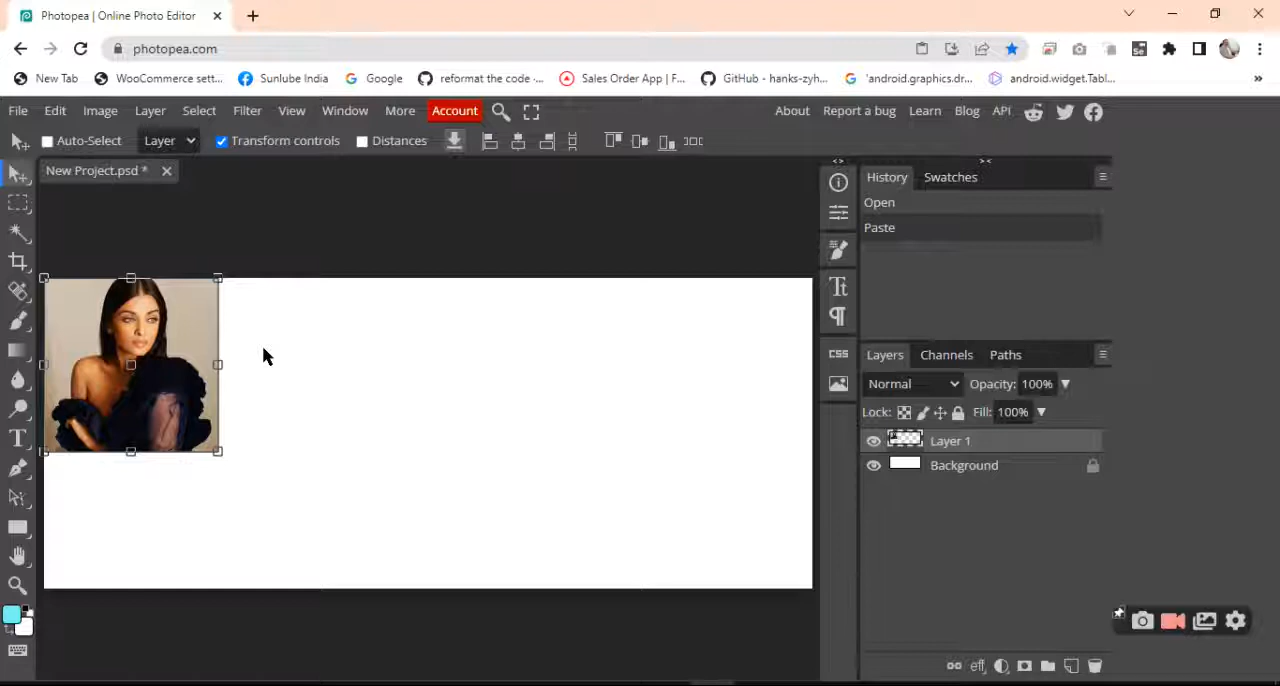 Photopea | Online Photo Editor
photopea.com
New Tab WooCommerce sett... Sunlube India Google reformat the code -... Sales Order App | F... GitHub - hanks-zyh... 'android.graphics.dr... android.widget.Tabl... »
File Edit Image Layer Select Filter View Window More Account About Report a bug Learn Blog API
Auto-Select Layer Transform controls Distances
New Project.psd *
History Swatches
Open
Paste
CSS
Layers Channels Paths
Normal Opacity: 100%
Lock: Fill: 100%
Layer 1
Background
eff